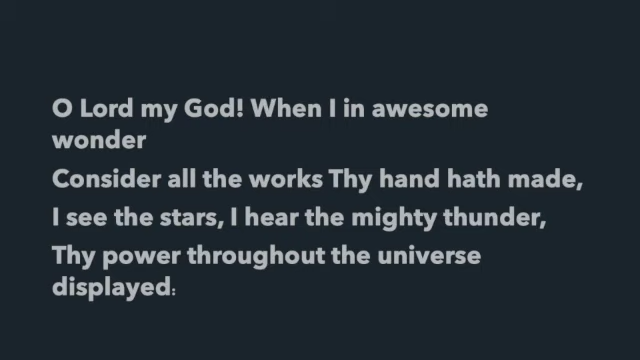 O Lord my God! When I in awesome
wonder
Consider all the works Thy hand hath made,
I see the stars, I hear the mighty thunder,
Thy power throughout the universe
displayed: